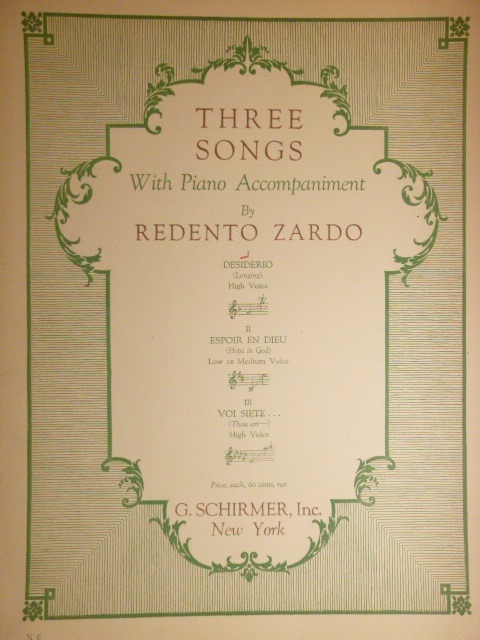 THREE
SONGS
With Piano Accompaniment
By
REDENTO ZARDO
DESIDERIO
(Longing)
High Voice
II
ESPOIR EN DIEU
(Hope in God)
Low or Medium Voice
III
VOI SIETE...
(Thou art—)
High Voice
Price, each, 60 cents, net
G. SCHIRMER, Inc.
New York